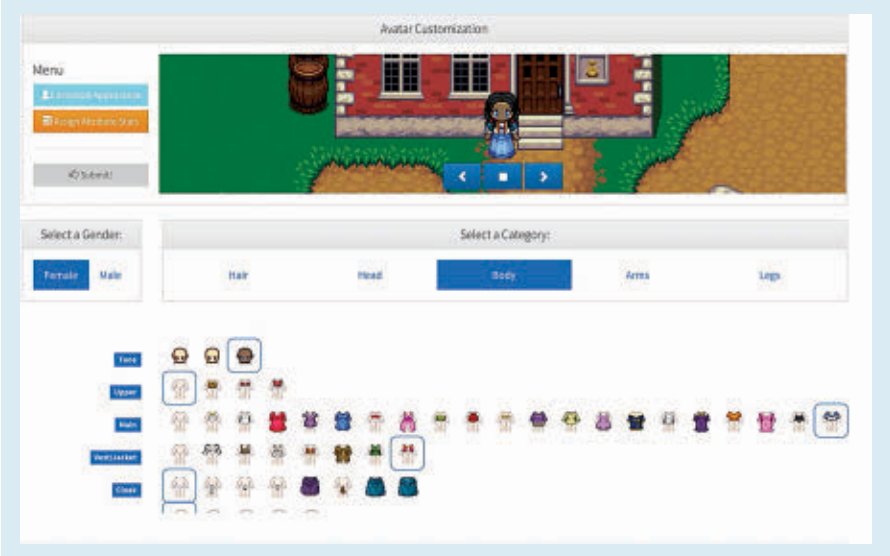 Avatar Customization
Menu
Assign Attribute Stats
Submit!
Select a Gender:
Select a Category:
Female Male
Hair Head Body Arms Legs
Tone
Upper
Main
Vest/Jacket
Cloak